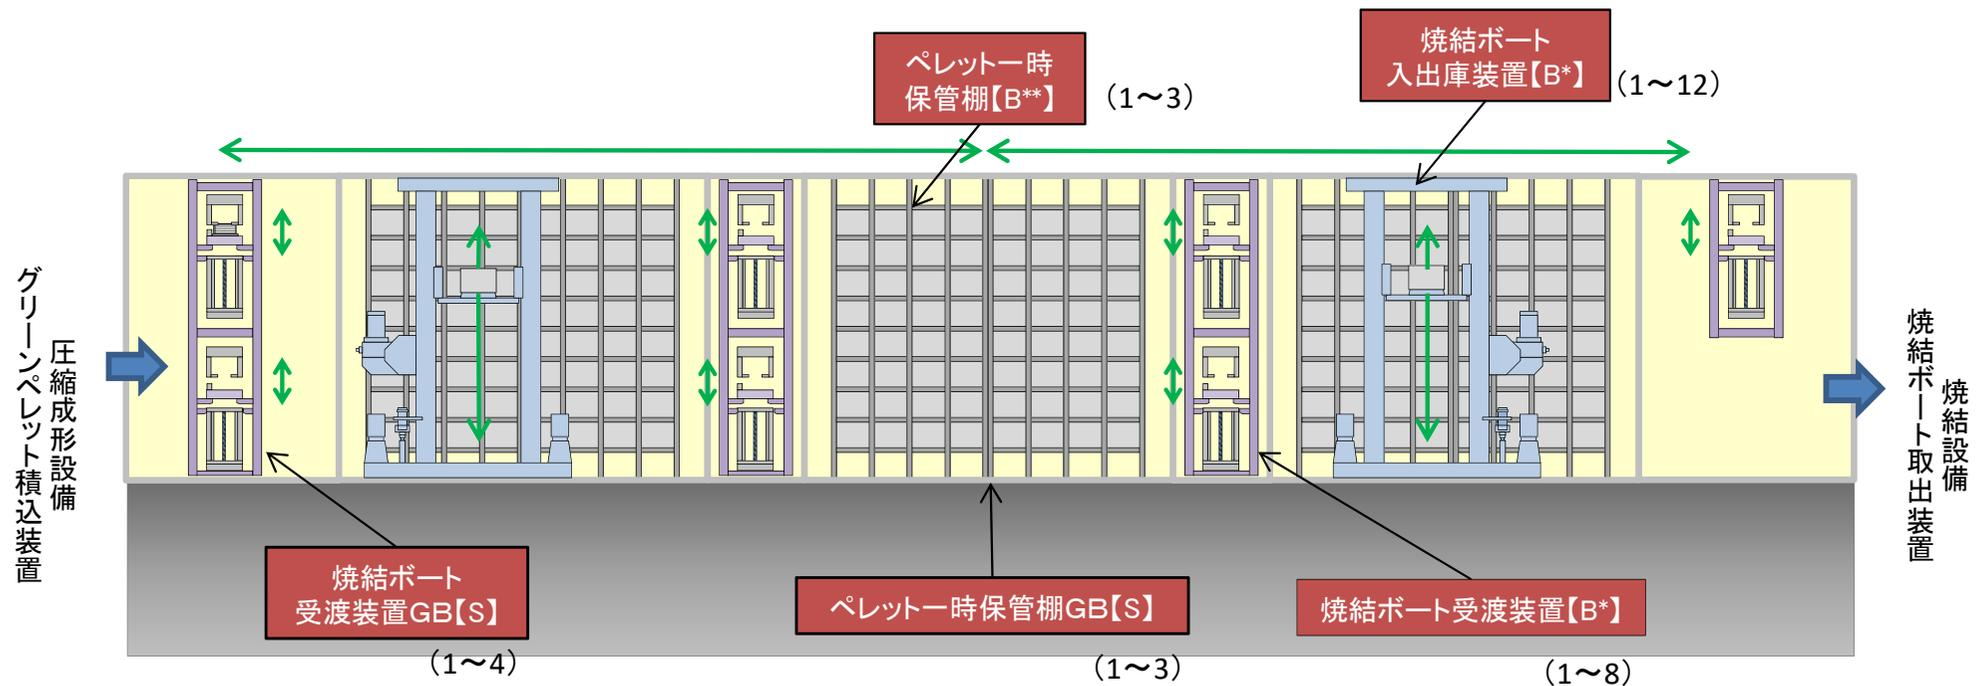 ペレット一時
保管棚【B**】
（1～3）
焼結ボート
入出庫装置【B*】
（1～12）
圧縮成形設備
グリーンペレット積込装置
焼結設備
焼結ボート取出装置
焼結ボート
受渡装置GB【S】
（1～4）
ペレット一時保管棚GB【S】
（1～3）
焼結ボート受渡装置【B*】
（1～8）